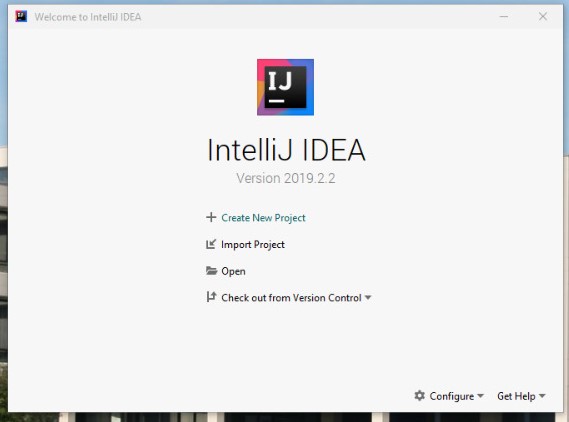 Welcome to IntelliJ IDEA
IJ
IntelliJ IDEA
Version 2019.2.2
Create New Project
Import Project
Open
Check out from Version Control
Configure
Get Help